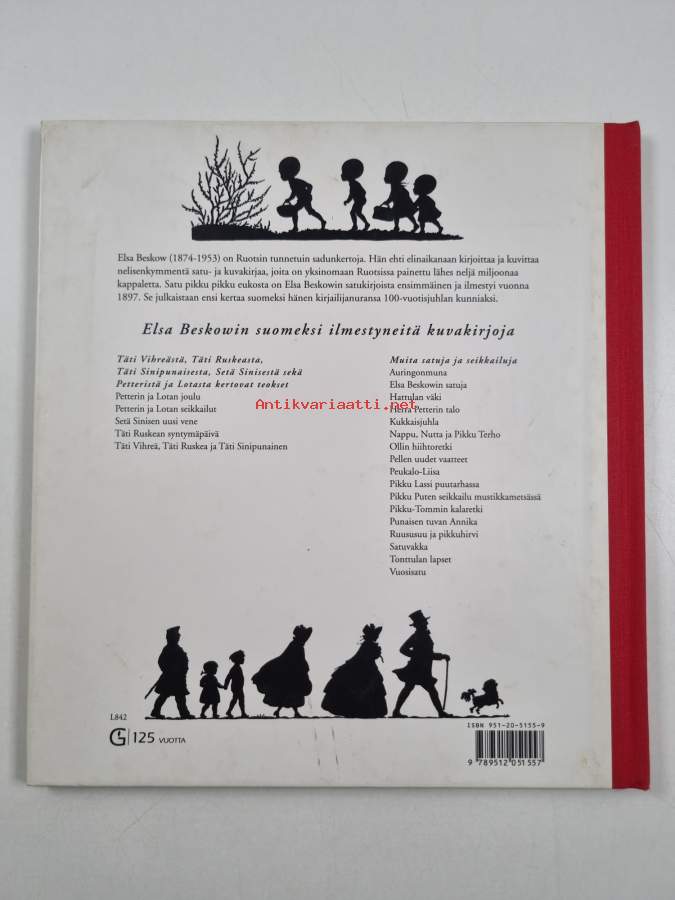 Elsa Beskow (1874-1953) on Ruotsin tunnetuin sadunkertoja. Hän ehti elinaikanaan kirjoittaa ja kuvittaa
nelisenkymmentä satu- ja kuvakirjaa, joita on yksinomaan Ruotsissa painettu lähes neljä miljoonaa
kappaletta. Satu pikku pikku eukosta on Elsa Beskowin satukirjoista ensimmäinen ja ilmestyi vuonna
1897. Se julkaistaan ensi kertaa suomeksi hänen kirjailijanuransa 100-vuotisjuhlan kunniaksi.
Elsa Beskowin suomeksi ilmestyneitä kuvakirjoja
Täti Vihreästä, Täti Ruskeasta,
Täti Sinipunaisesta, Setä Sinisestä sekä
Petteristä ja Lotasta kertovat teokset
Petterin ja Lotan joulu
Petterin ja Lotan seikkailut
Setä Sinisen uusi vene
Täti Ruskean syntymäpäivä
Täti Vihreä, Täti Ruskea ja Täti Sinipunainen
Muita satuja ja seikkailuja
Auringonmuna
Elsa Beskowin satuja
Hattulan väki
Herra Petterin talo
Kukkaisjuhla
Nappu, Nutta ja Pikku Terho
Ollin hiihtoretki
Pellen uudet vaatteet
Peukalo-Liisa
Pikku Lassi puutarhassa
Pikku Puten seikkailu mustikkametsässä
Pikku-Tommin kalaretki
Punaisen tuvan Annika
Ruususuu ja pikkuhirvi
Satuvakka
Tonttulan lapset
Vuosisatu
Antikvariaatti.net
L842
G 125 VUOTTA
ISBN 951-20-5155-9
9 789512 051557